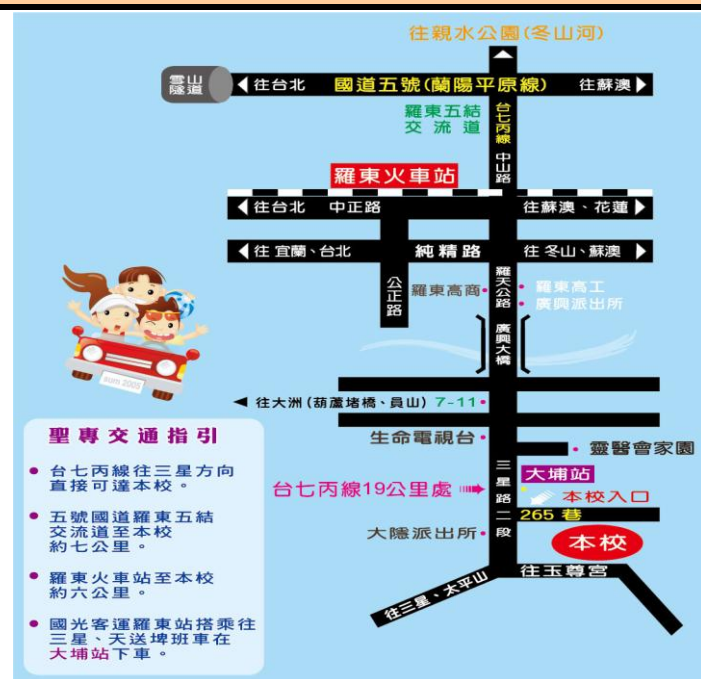 往親水公園(冬山河)
雪山
隧道
往台北
國道五號(蘭陽平原線)
往蘇澳
羅東五結
交流道
台七丙線
中山路
羅東火車站
往台北
中正路
往蘇澳、花蓮
往宜蘭、台北
純精路
往冬山、蘇澳
公正路
羅東高商
羅天公路
羅東高工
廣興派出所
廣興大橋
往大洲(葫蘆堵橋、員山) 7-11
生命電視台
靈醫會家園
大埔站
台七丙線19公里處
三星路二段
本校入口
265 巷
大隱派出所
本校
往玉尊宮
往三星、太平山
sum 2005
聖專交通指引
台七丙線往三星方向
直接可達本校。
五號國道羅東五結
交流道至本校
約七公里。
羅東火車站至本校
約六公里。
國光客運羅東站搭乘往
三星、天送埤班車在
大埔站下車。